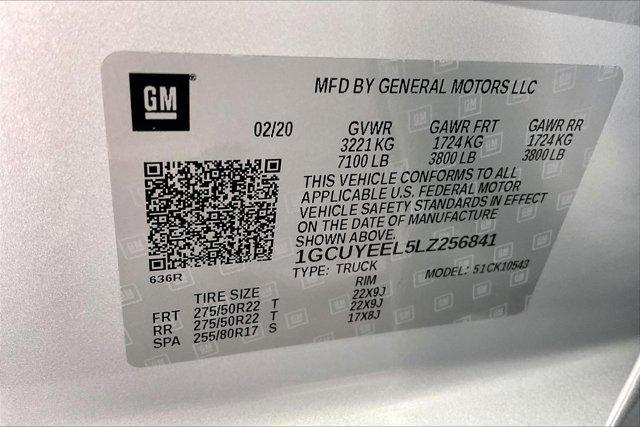 GM
MFD BY GENERAL MOTORS LLC
02/20 GVWR GAWR FRT GAWR RR
3221 KG 1724 KG 1724 KG
7100 LB 3800 LB 3800 LB
THIS VEHICLE CONFORMS TO ALL
APPLICABLE U.S. FEDERAL MOTOR
VEHICLE SAFETY STANDARDS IN EFFECT
ON THE DATE OF MANUFACTURE
SHOWN ABOVE.
1GCUYEEL5LZ256841
636R
TYPE: TRUCK MODEL: 51CK10543
TIRE SIZE RIM
FRT 275/50R22 T 22X9J
RR 275/50R22 T 22X9J
SPA 255/80R17 S 17X8J